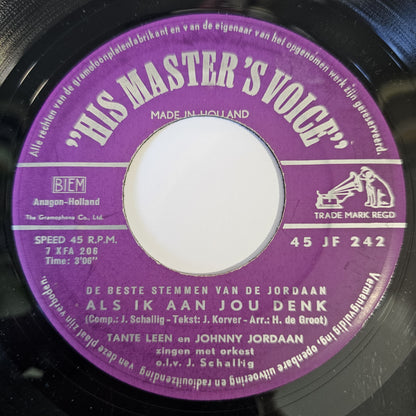 Alle rechten van de gramofoonplatenfabrikant en van de eigenaar van het opgenomen werk zijn gereserveerd.
"HIS MASTER'S VOICE"
MADE IN HOLLAND
BIEM
Anagon-Holland
The Gramophone Co., Ltd.
TRADE MARK REGD
SPEED 45 R.P.M.
7 XFA 206
Time: 3'06"
45 JF 242
DE BESTE STEMMEN VAN DE JORDAAN
ALS IK AAN JOU DENK
(Comp.: J. Schallig - Tekst: J. Korver - Arr.: H. de Groot)
TANTE LEEN en JOHNNY JORDAAN
zingen met orkest
o.l.v. J. Schallig
Vermenigvuldiging, openbare uitvoering en radiouitzending van deze plaat zijn verboden.